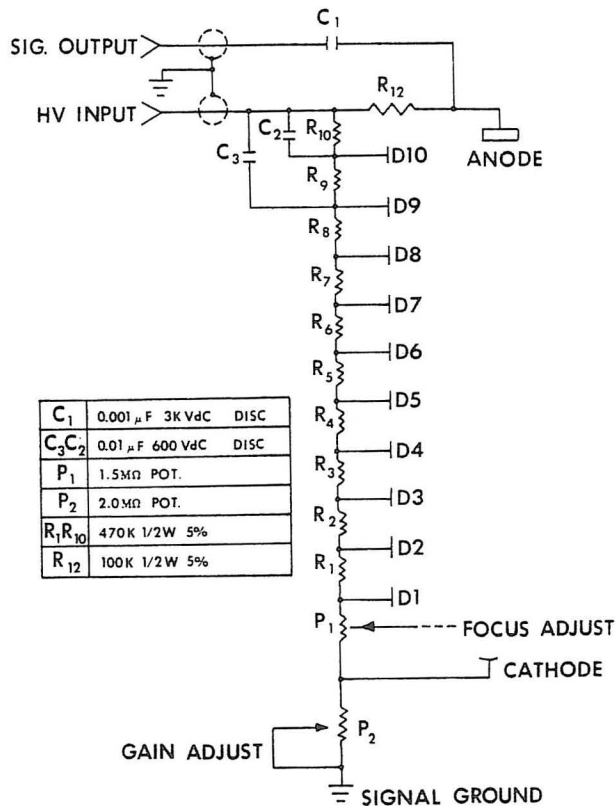 C1
SIG. OUTPUT
R12
HV INPUT
C2
R10
D10
ANODE
C3
R9
D9
R8
D8
R7
D7
R6
D6
R5
D5
R4
D4
R3
D3
R2
D2
R1
D1
P1
FOCUS ADJUST
CATHODE
P2
GAIN ADJUST
SIGNAL GROUND
C1 0.001 µF 3K VdC DISC
C3C2 0.01 µF 600 VdC DISC
P1 1.5MΩ POT.
P2 2.0MΩ POT.
R1R10 470K 1/2W 5%
R12 100K 1/2W 5%